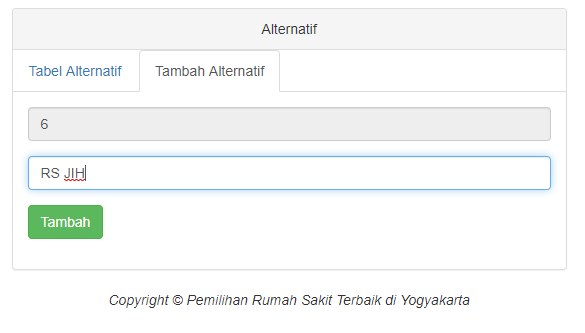 Alternatif
Tabel Alternatif Tambah Alternatif
6
RS JIH
Tambah
Copyright © Pemilihan Rumah Sakit Terbaik di Yogyakarta